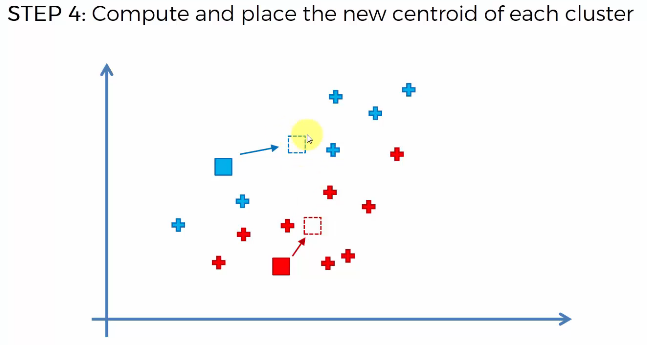 STEP 4: Compute and place the new centroid of each cluster